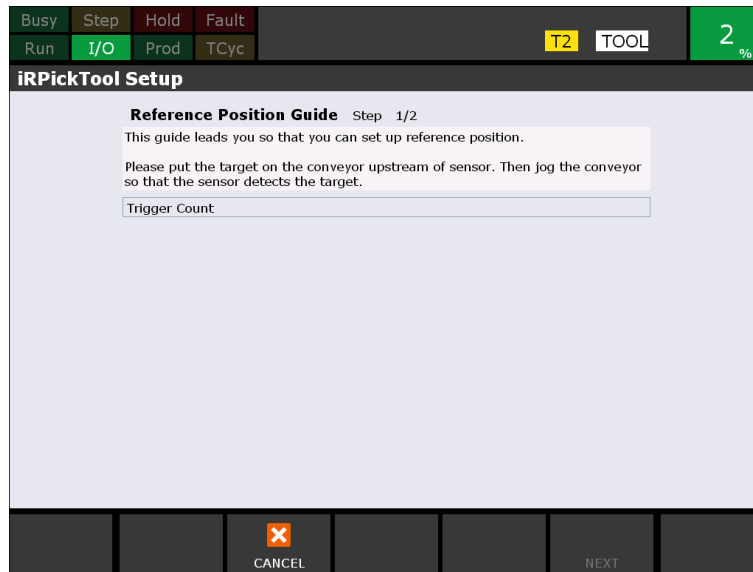 Busy Step Hold Fault
Run I/O Prod TCyc T2 TOOL 2 %
iRPickTool Setup
Reference Position Guide Step 1/2
This guide leads you so that you can set up reference position.
Please put the target on the conveyor upstream of sensor. Then jog the conveyor
so that the sensor detects the target.
Trigger Count
CANCEL NEXT